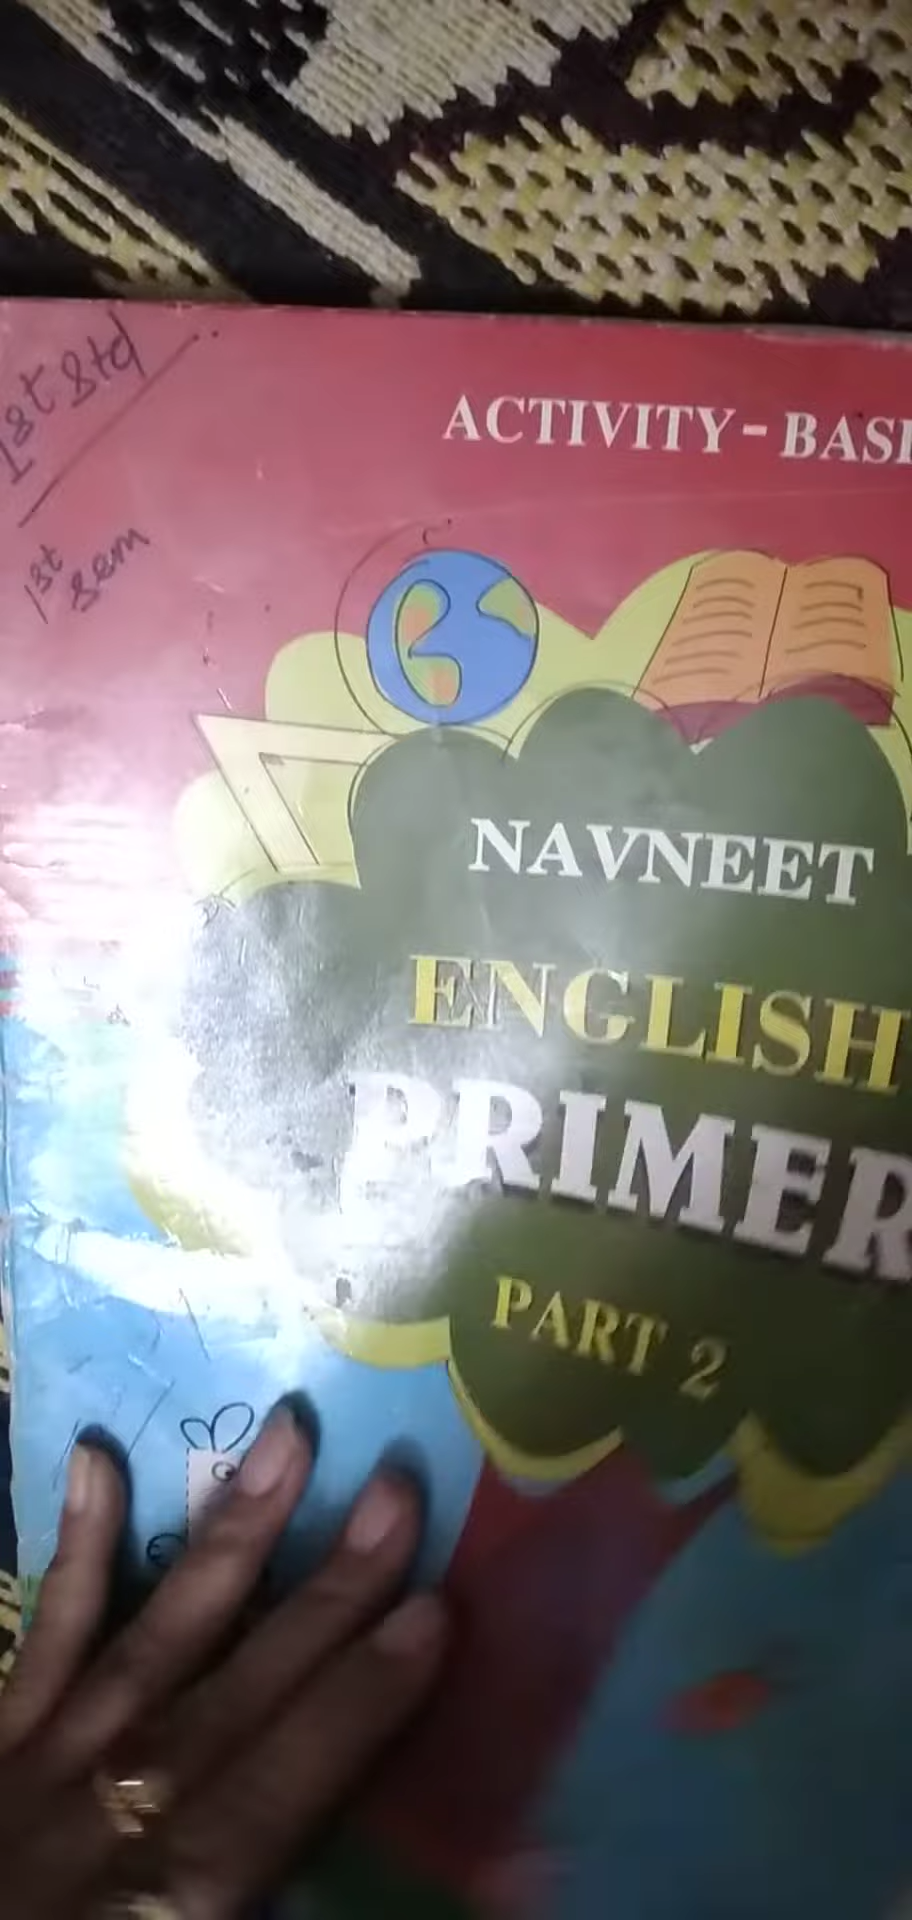 1st Std
1st
sem
ACTIVITY-BAS
NAVNEET
ENGLISH
PRIMER
PART 2